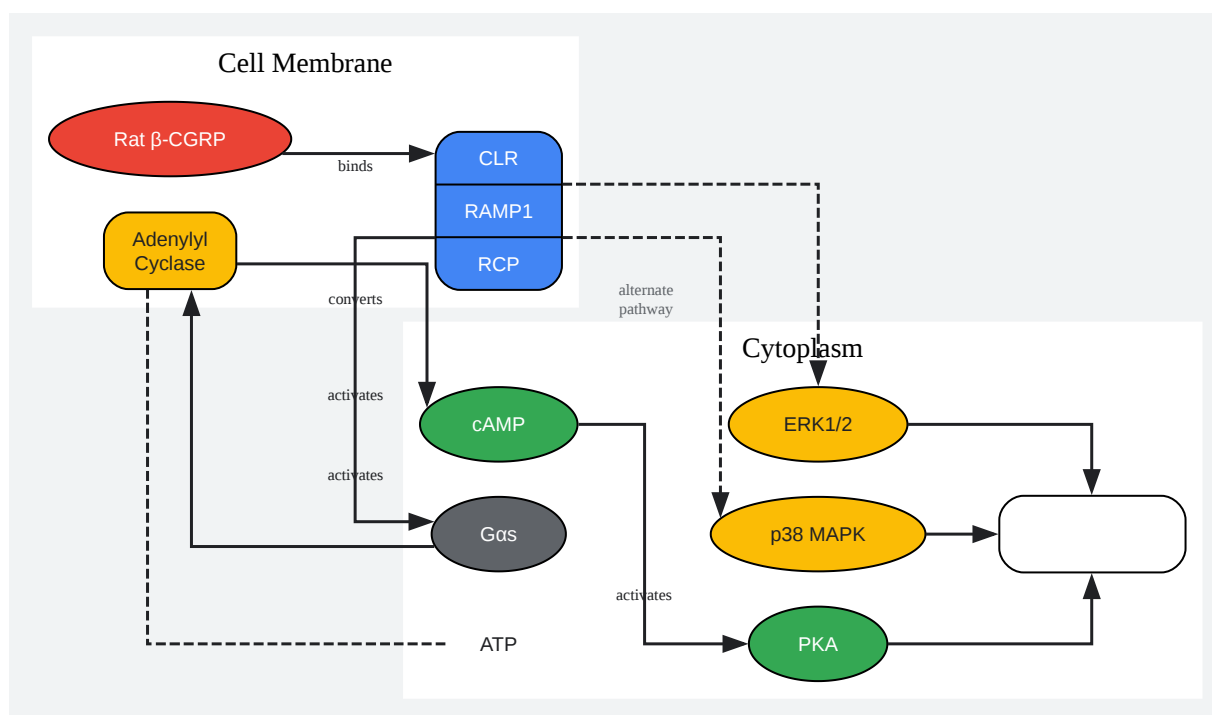 Cell Membrane
Rat β-CGRP
binds
CLR
RAMP1
RCP
Adenylyl
Cyclase
converts
alternate
pathway
Cytoplasm
activates
cAMP
ERK1/2
activates
Gαs
p38 MAPK
activates
ATP
PKA